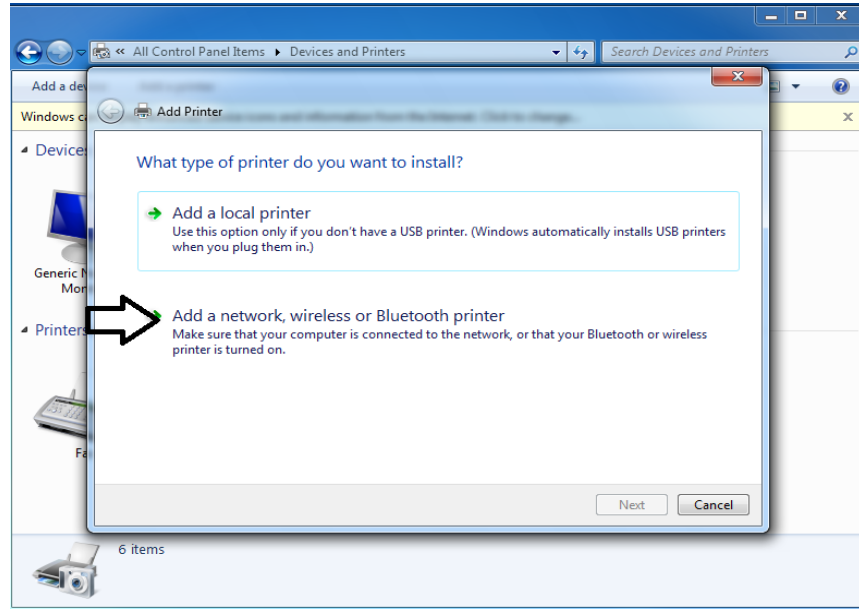 « All Control Panel Items Devices and Printers
Search Devices and Printers
Add a de
Add Printer
Windows c
What type of printer do you want to install?
Devices
Add a local printer
Use this option only if you don't have a USB printer. (Windows automatically installs USB printers
when you plug them in.)
Generic N
Mon
Add a network, wireless or Bluetooth printer
Printers
Make sure that your computer is connected to the network, or that your Bluetooth or wireless
printer is turned on.
Fa
Next
Cancel
6 items